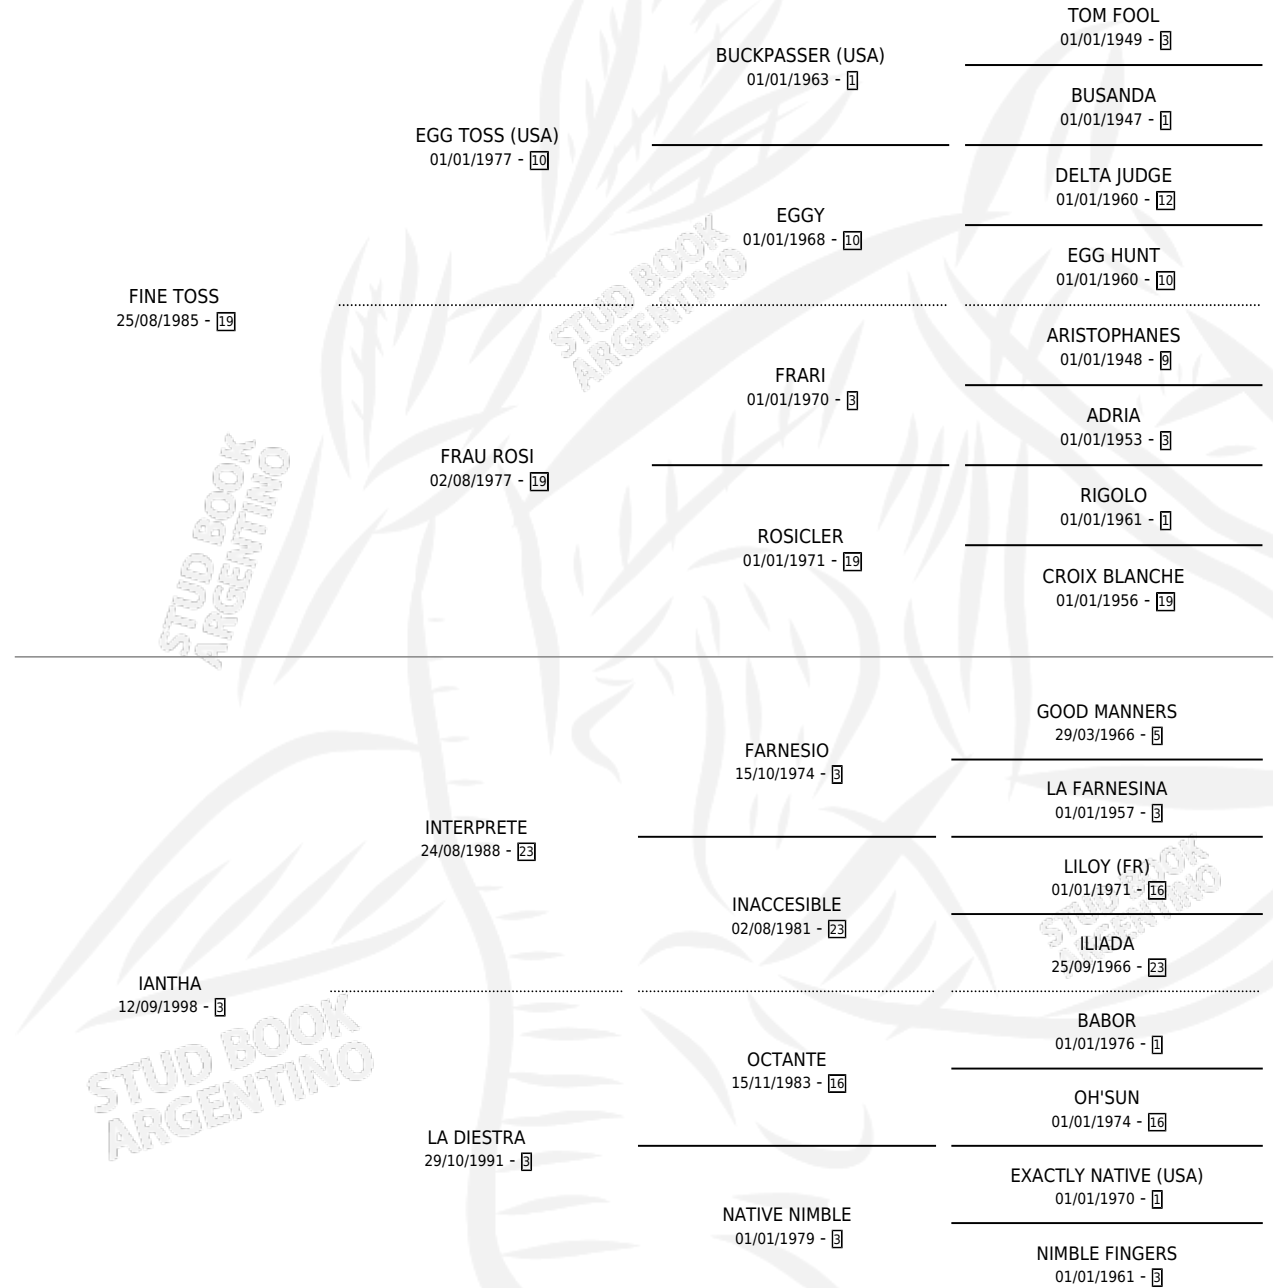 TOM FOOL
01/01/1949 - 3
BUCKPASSER (USA)
01/01/1963 - 1
BUSANDA
01/01/1947 - 1
EGG TOSS (USA)
01/01/1977 - 10
DELTA JUDGE
01/01/1960 - 12
EGGY
01/01/1968 - 10
EGG HUNT
01/01/1960 - 10
FINE TOSS
25/08/1985 - 19
STUD BOOK
ARGENTINO
ARISTOPHANES
01/01/1948 - 9
FRARI
01/01/1970 - 3
ADRIA
01/01/1953 - 3
FRAU ROSI
02/08/1977 - 19
RIGOLO
01/01/1961 - 1
ROSICLER
01/01/1971 - 19
CROIX BLANCHE
01/01/1956 - 19
STUD BOOK
ARGENTINO
GOOD MANNERS
29/03/1966 - 5
FARNESIO
15/10/1974 - 3
LA FARNESINA
01/01/1957 - 3
INTERPRETE
24/08/1988 - 23
LILOY (FR)
01/01/1971 - 16
INACCESIBLE
02/08/1981 - 23
STUD BOOK
ARGENTINO
ILIADA
25/09/1966 - 23
IANTHA
12/09/1998 - 3
STUD BOOK
ARGENTINO
BABOR
01/01/1976 - 1
OCTANTE
15/11/1983 - 16
OH'SUN
01/01/1974 - 16
LA DIESTRA
29/10/1991 - 3
EXACTLY NATIVE (USA)
01/01/1970 - 1
NATIVE NIMBLE
01/01/1979 - 3
NIMBLE FINGERS
01/01/1961 - 3